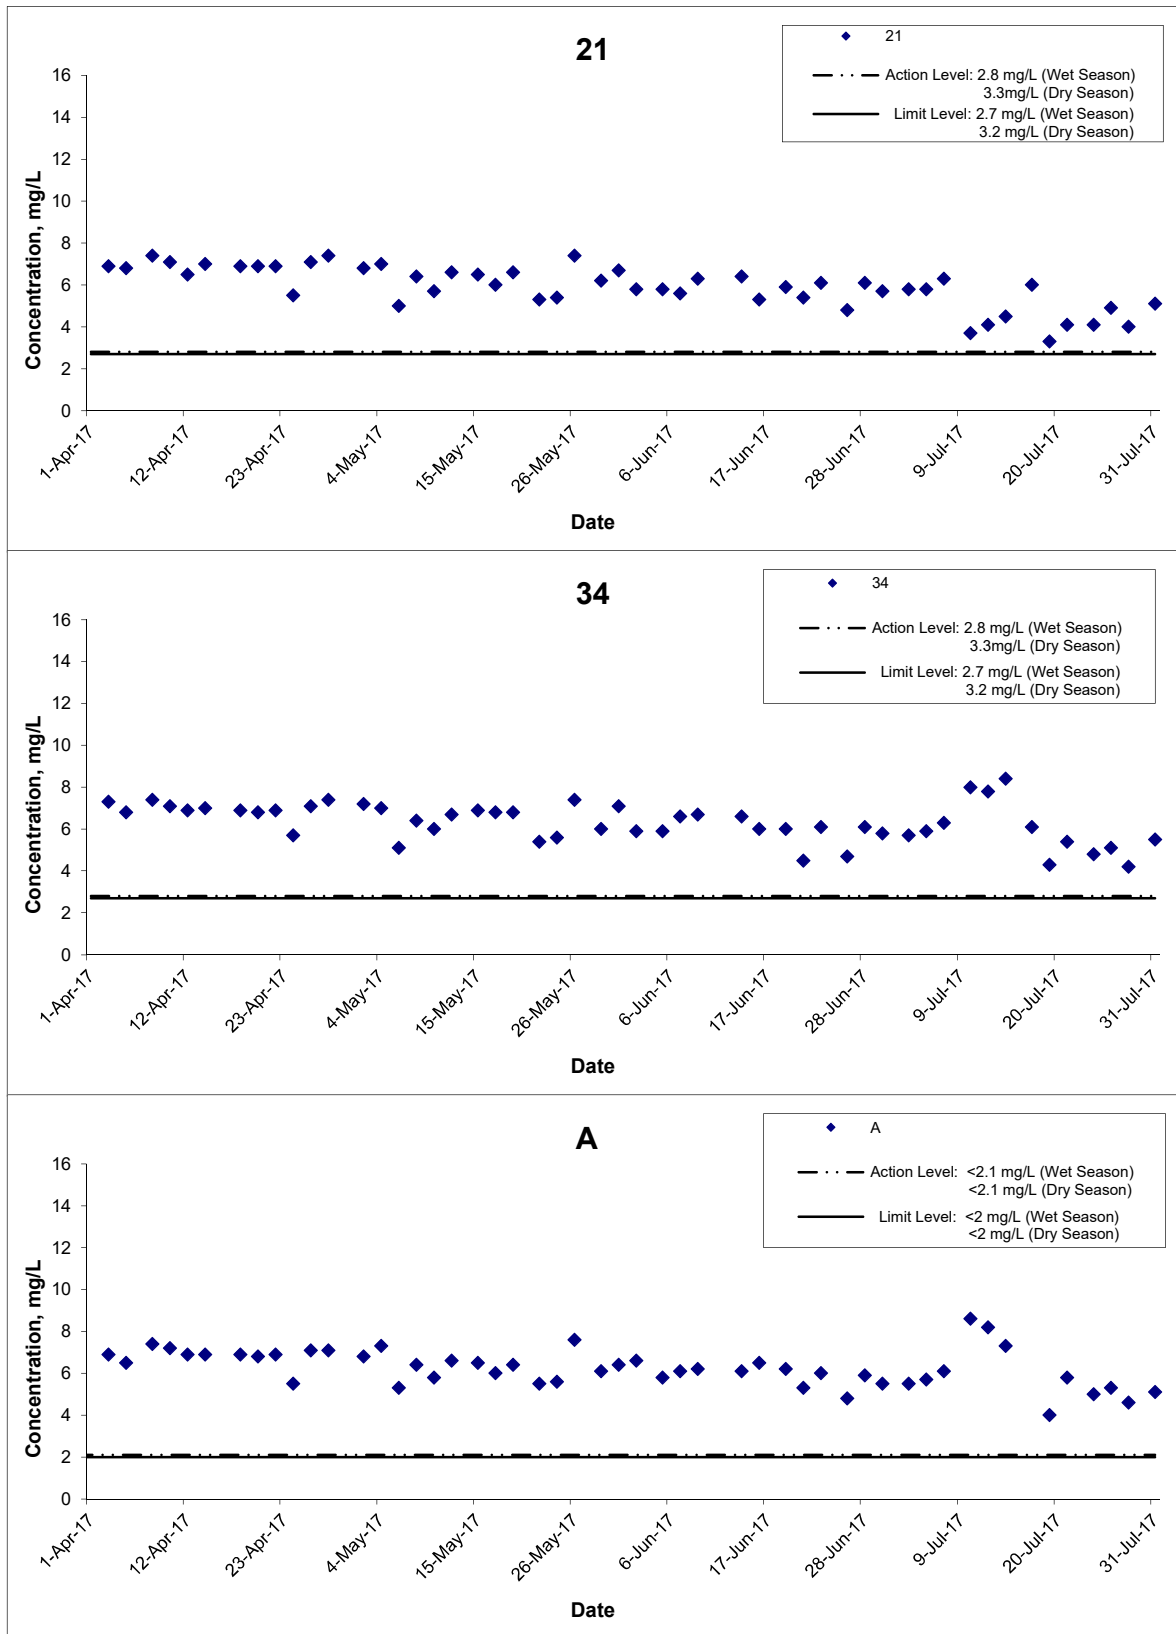 21
21
Action Level: 2.8 mg/L (Wet Season)
3.3mg/L (Dry Season)
Limit Level: 2.7 mg/L (Wet Season)
3.2 mg/L (Dry Season)
Concentration, mg/L
16
14
12
10
8
6
4
2
0
1-Apr-17
12-Apr-17
23-Apr-17
4-May-17
15-May-17
26-May-17
6-Jun-17
17-Jun-17
28-Jun-17
9-Jul-17
20-Jul-17
31-Jul-17
Date
34
34
Action Level: 2.8 mg/L (Wet Season)
3.3mg/L (Dry Season)
Limit Level: 2.7 mg/L (Wet Season)
3.2 mg/L (Dry Season)
Concentration, mg/L
16
14
12
10
8
6
4
2
0
1-Apr-17
12-Apr-17
23-Apr-17
4-May-17
15-May-17
26-May-17
6-Jun-17
17-Jun-17
28-Jun-17
9-Jul-17
20-Jul-17
31-Jul-17
Date
A
A
Action Level: <2.1 mg/L (Wet Season)
<2.1 mg/L (Dry Season)
Limit Level: <2 mg/L (Wet Season)
<2 mg/L (Dry Season)
Concentration, mg/L
16
14
12
10
8
6
4
2
0
1-Apr-17
12-Apr-17
23-Apr-17
4-May-17
15-May-17
26-May-17
6-Jun-17
17-Jun-17
28-Jun-17
9-Jul-17
20-Jul-17
31-Jul-17
Date